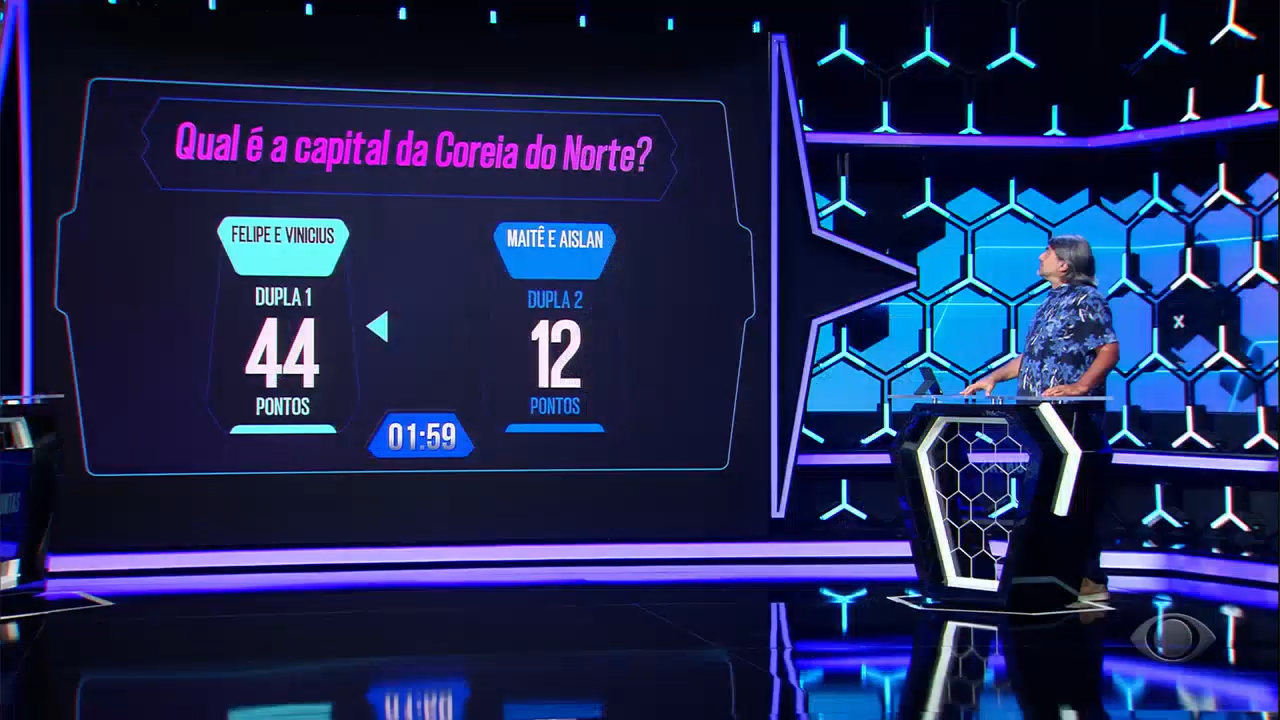 Qual é a capital da Coreia do Norte?
FELIPE E VINICIUS
MAITÊ E AISLAN
DUPLA 1
DUPLA 2
44
12
PONTOS
PONTOS
01:59